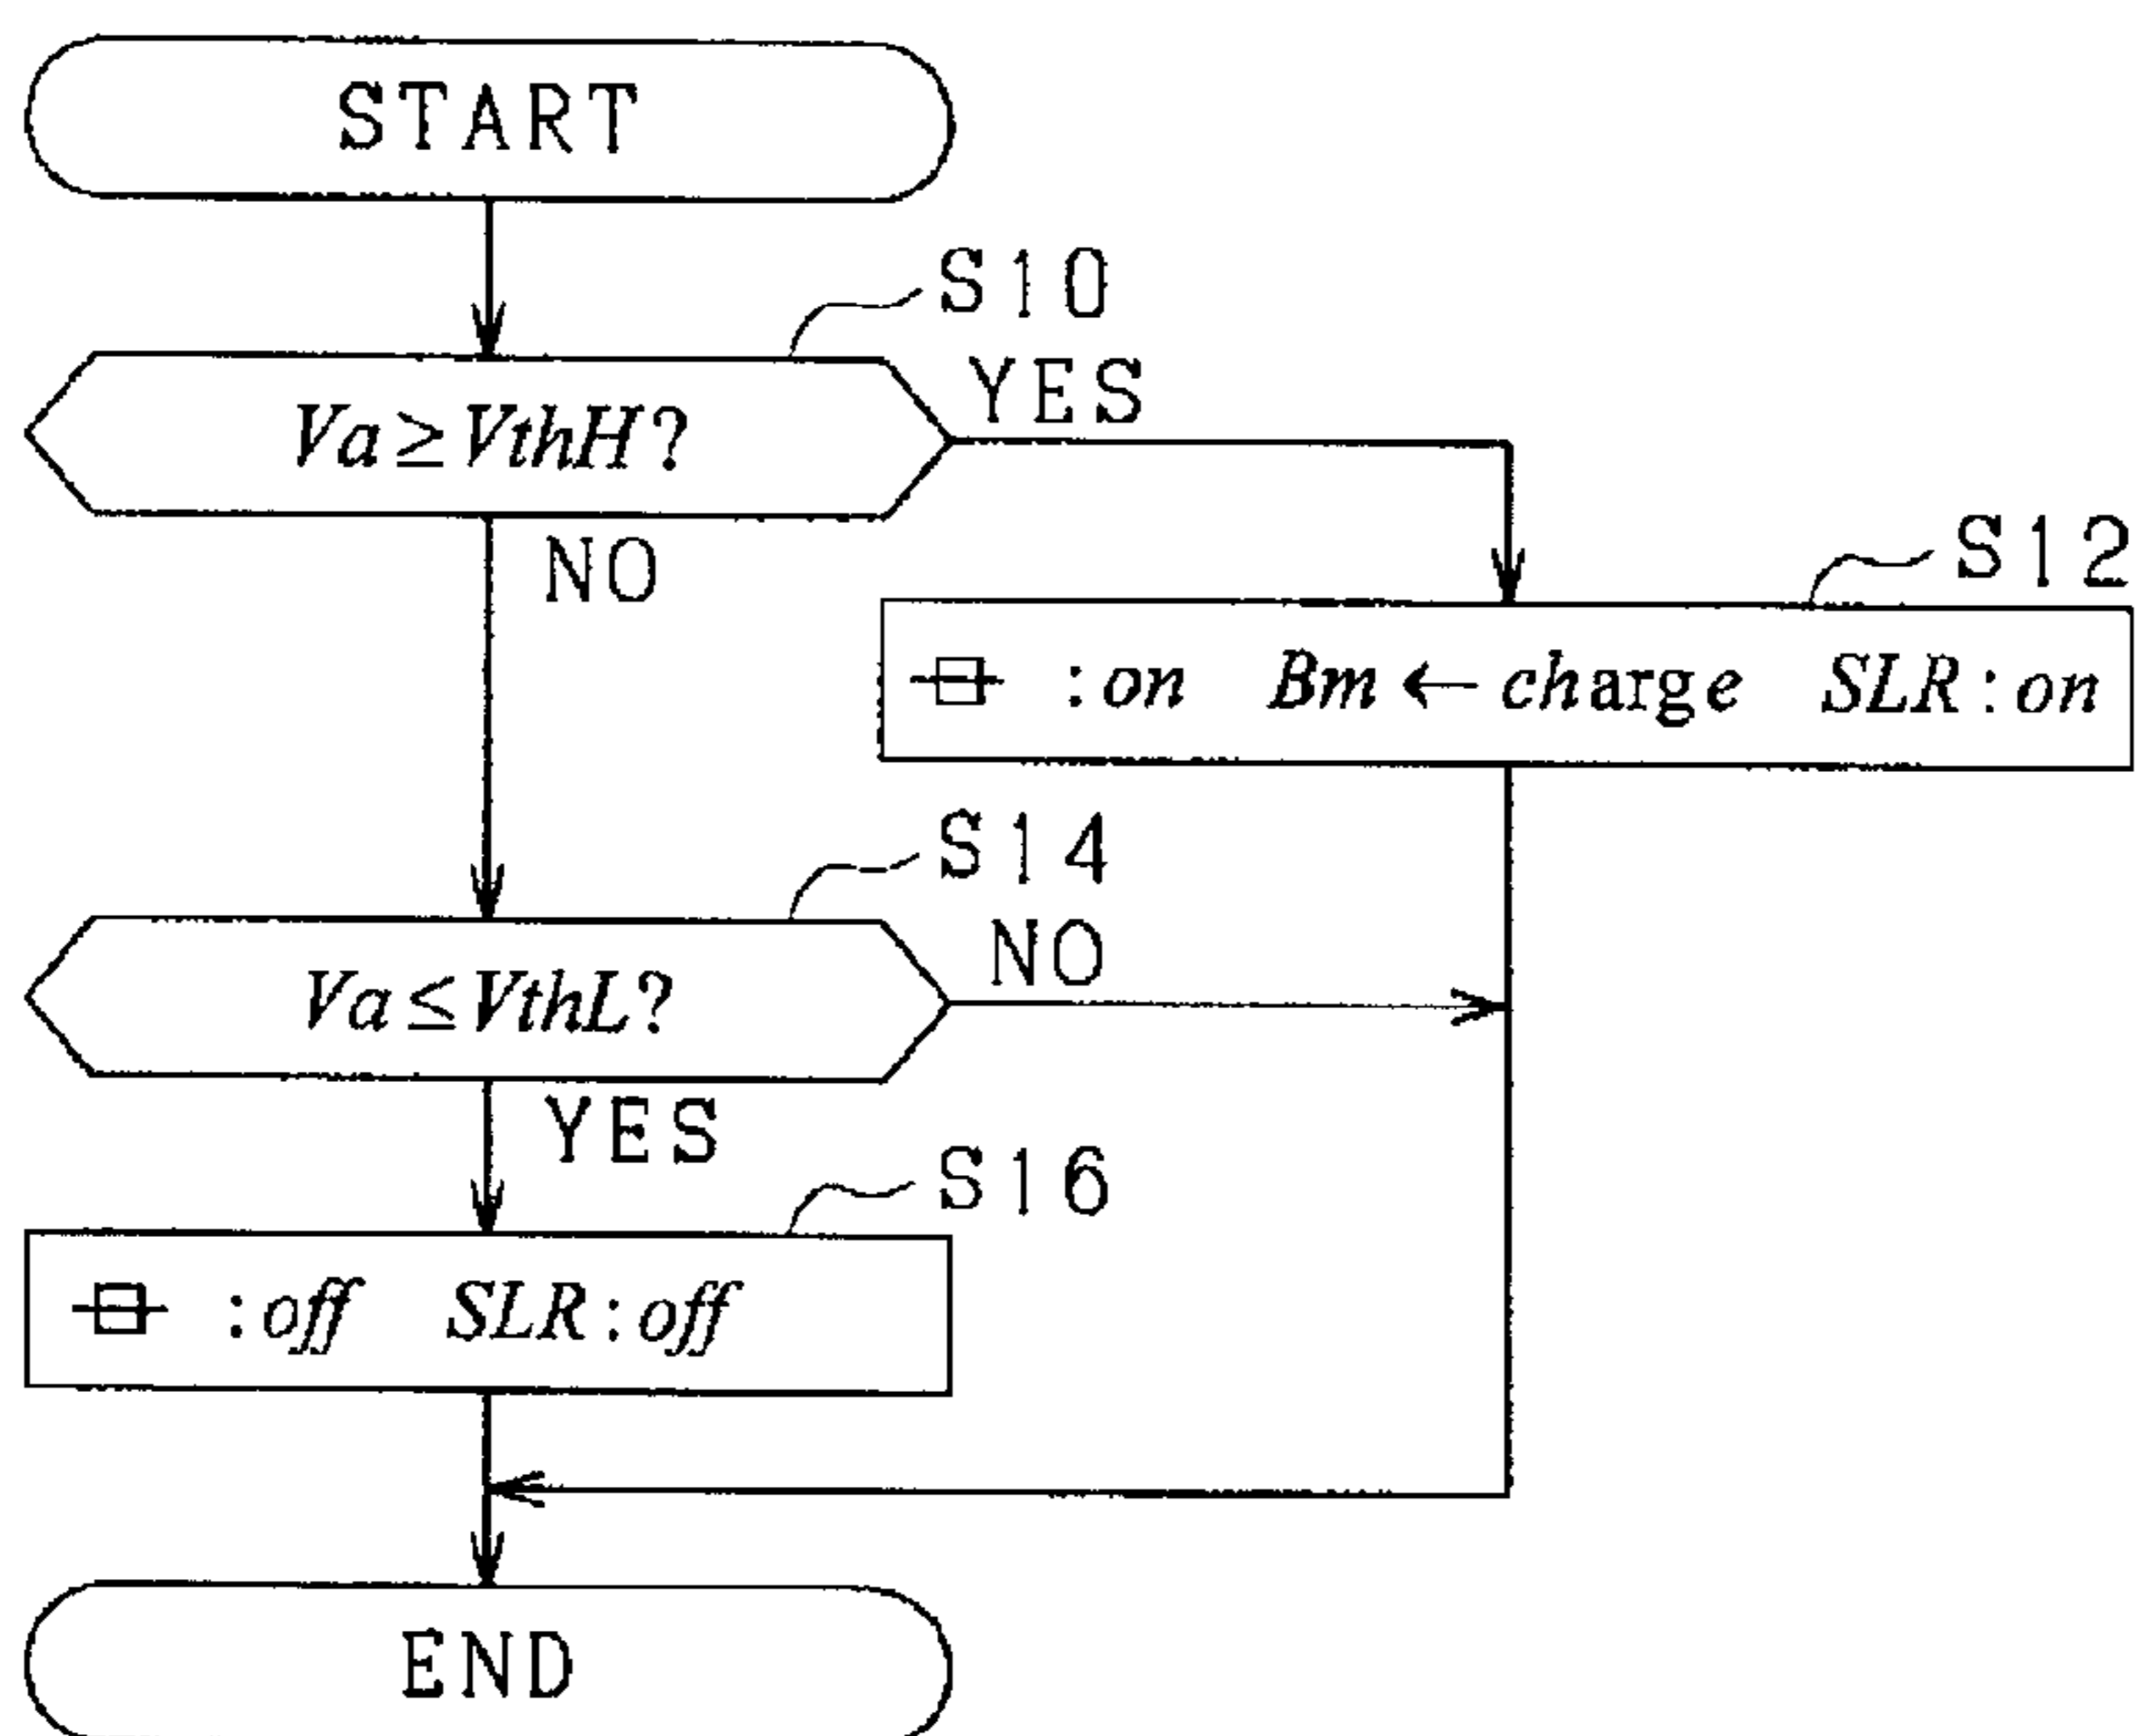 START
S10
Va≥VthH?
YES
NO
S12
:on Bm←charge SLR:on
S14
Va≤VthL?
NO
YES
S16
:off SLR:off
END